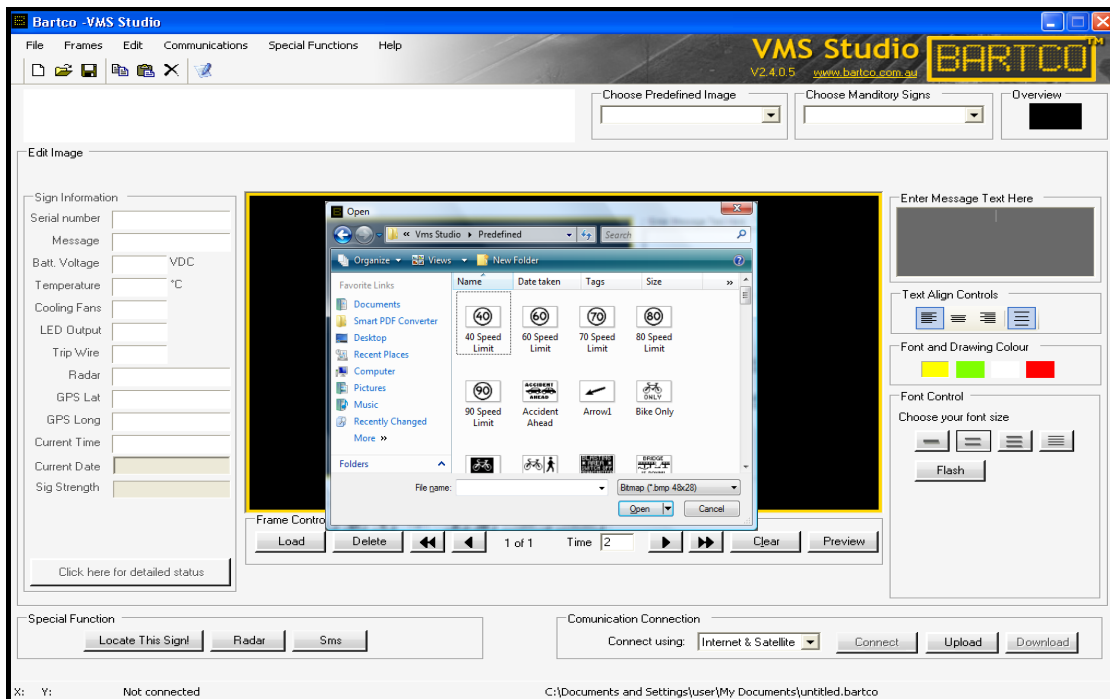 Bartco -VMS Studio
File Frames Edit Communications Special Functions Help
VMS Studio
V2.4.0.5 www.bartco.com.au
BARTCO™
Choose Predefined Image
Choose Manditory Signs
Overview
Edit Image
Sign Information
Serial number
Message
Batt. Voltage VDC
Temperature °C
Cooling Fans
LED Output
Trip Wire
Radar
GPS Lat
GPS Long
Current Time
Current Date
Sig Strength
Click here for detailed status
Open
« Vms Studio Predefined
Search
Organize Views New Folder
Favorite Links
Documents
Smart PDF Converter
Desktop
Recent Places
Computer
Pictures
Music
Recently Changed
More »
Folders
Name Date taken Tags Size »
40 60 70 80
40 Speed Limit
60 Speed Limit
70 Speed Limit
80 Speed Limit
90
ACCIDENT AHEAD
ONLY
90 Speed Limit
Accident Ahead
Arrow1
Bike Only
BRIDGE
File name:
Bitmap (*.bmp 48x28)
Open Cancel
Frame Contro
Load Delete 1 of 1 Time 2 Clear Preview
Enter Message Text Here
Text Align Controls
Font and Drawing Colour
Font Control
Choose your font size
Flash
Special Function
Locate This Sign! Radar Sms
Comunication Connection
Connect using: Internet & Satellite Connect Upload Download
X: Y: Not connected C:\Documents and Settings\user\My Documents\untitled.bartco